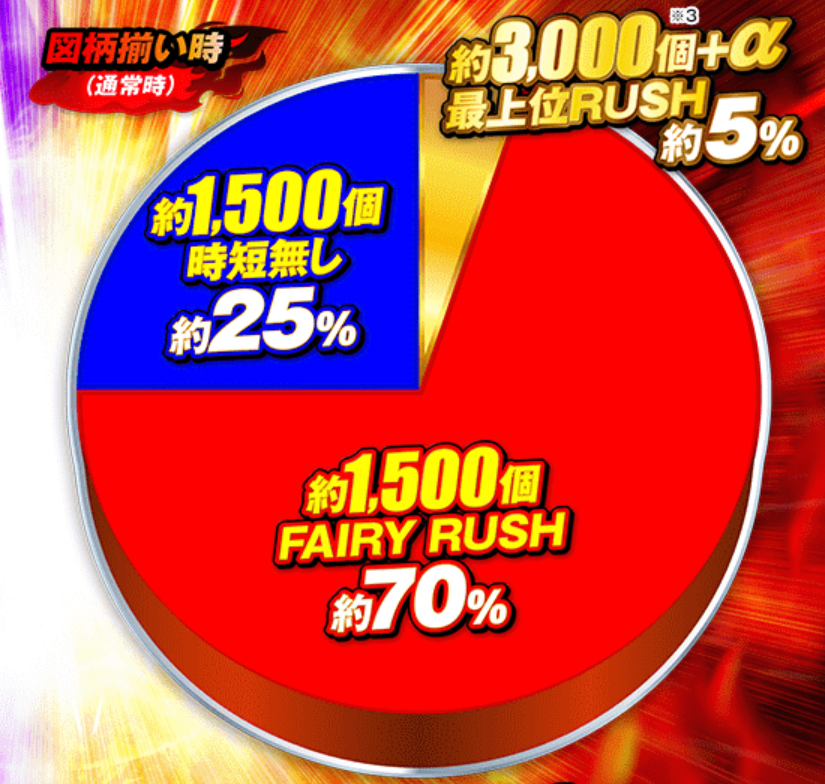 図柄揃い時
(通常時)
※3
約3,000個+α
最上位RUSH
約5%
約1,500個
時短無し
約25%
約1,500個
FAIRY RUSH
約70%